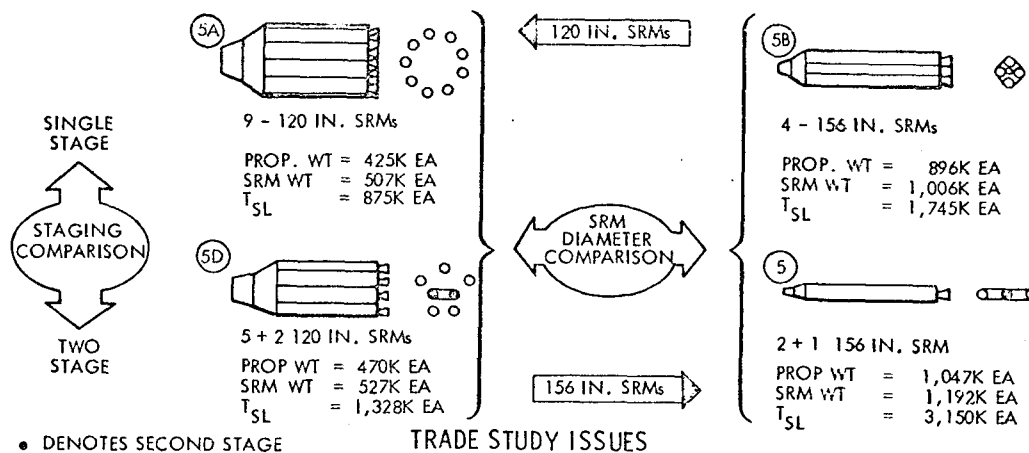 5A
120 IN. SRMs
5B
9 - 120 IN. SRMs
4 - 156 IN. SRMs
SINGLE
STAGE
PROP. WT = 425K EA
SRM WT = 507K EA
TSL = 875K EA
PROP. WT = 896K EA
SRM WT = 1,006K EA
TSL = 1,745K EA
STAGING
COMPARISON
SRM
DIAMETER
COMPARISON
5D
5
TWO
STAGE
5 + 2 120 IN. SRMs
2 + 1 156 IN. SRM
PROP WT = 470K EA
SRM WT = 527K EA
TSL = 1,328K EA
156 IN. SRMs
PROP WT = 1,047K EA
SRM WT = 1,192K EA
TSL = 3,150K EA
• DENOTES SECOND STAGE
TRADE STUDY ISSUES